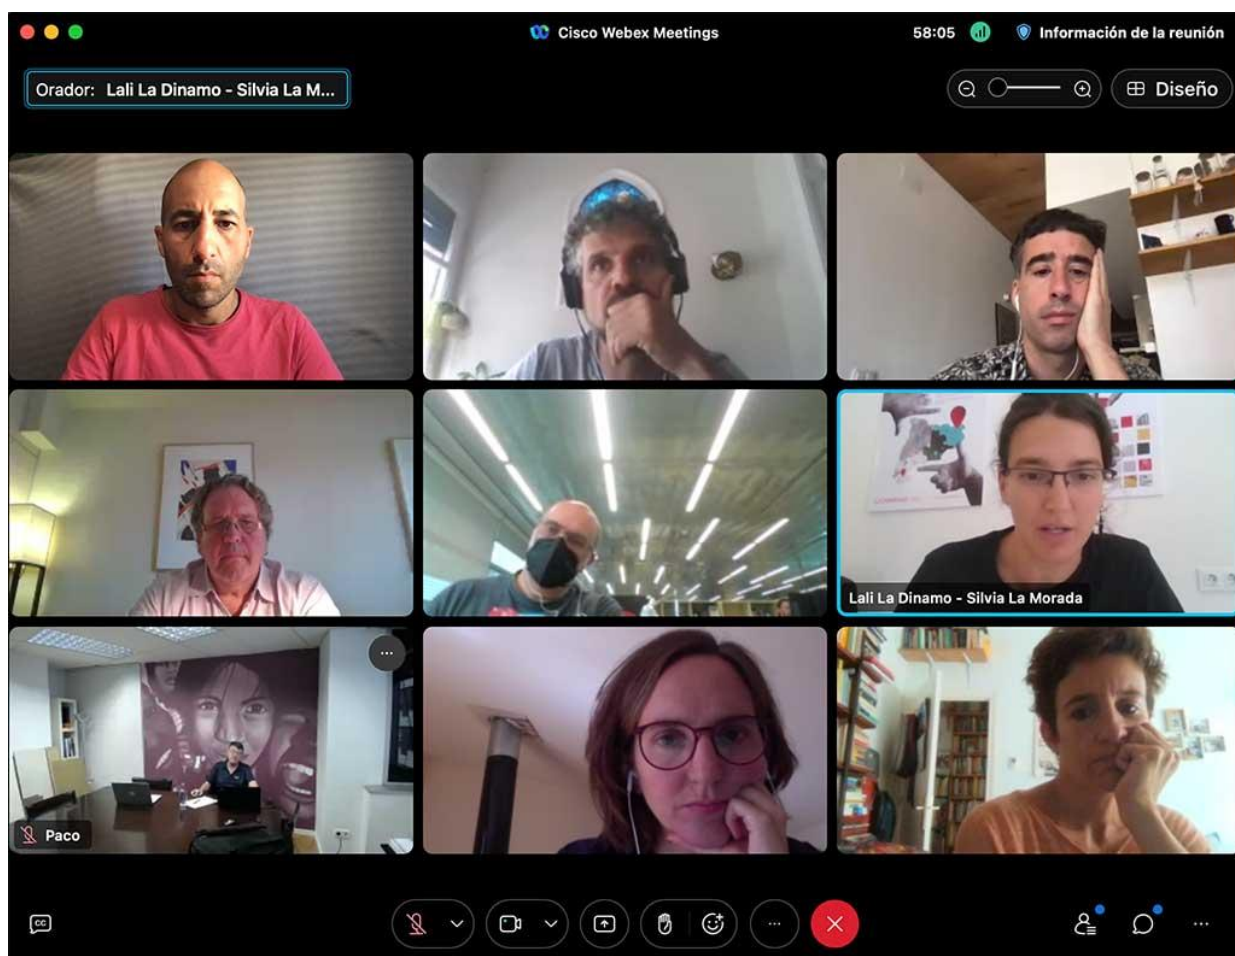 Cisco Webex Meetings
58:05
Información de la reunión
Orador: Lali La Dinamo - Silvia La M...
Diseño
Lali La Dinamo - Silvia La Morada
Paco
CC